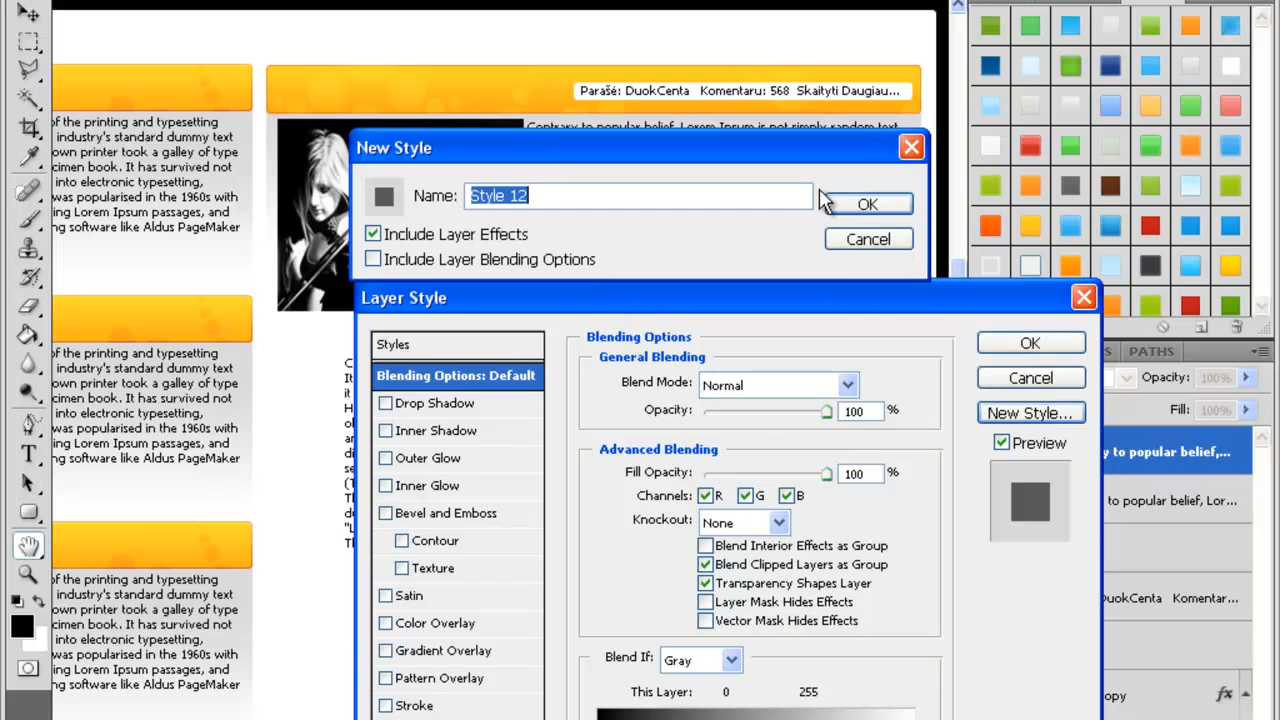 Parašė: DuokCenta Komentaru: 568 Skaityti Daugiau...
of the printing and typesetting
industry's standard dummy text
own printer took a galley of type
cimen book. It has survived not
into electronic typesetting,
ularised in the 1960s with
Lorem Ipsum passages, and
ng software like Aldus PageMaker
Contrary to popular belief, Lorem Ipsum is not simply random text.
New Style
Name: Style 12
OK
Include Layer Effects
Cancel
Include Layer Blending Options
Layer Style
Styles
Blending Options: Default
Drop Shadow
Inner Shadow
Outer Glow
Inner Glow
Bevel and Emboss
Contour
Texture
Satin
Color Overlay
Gradient Overlay
Pattern Overlay
Stroke
Blending Options
General Blending
Blend Mode: Normal
Opacity: 100 %
Advanced Blending
Fill Opacity: 100 %
Channels: R G B
Knockout: None
Blend Interior Effects as Group
Blend Clipped Layers as Group
Transparency Shapes Layer
Layer Mask Hides Effects
Vector Mask Hides Effects
Blend If: Gray
This Layer: 0 255
OK
Cancel
New Style...
Preview
of the printing and typesetting
industry's standard dummy text
own printer took a galley of type
cimen book. It has survived not
into electronic typesetting,
ularised in the 1960s with
Lorem Ipsum passages, and
ng software like Aldus PageMaker
of the printing and typesetting
industry's standard dummy text
own printer took a galley of type
cimen book. It has survived not
into electronic typesetting,
ularised in the 1960s with
Lorem Ipsum passages, and
ng software like Aldus PageMaker
S PATHS
Opacity: 100%
Fill: 100%
y to popular belief,...
to popular belief, Lor...
DuokCenta Komentar...
opy fx
T